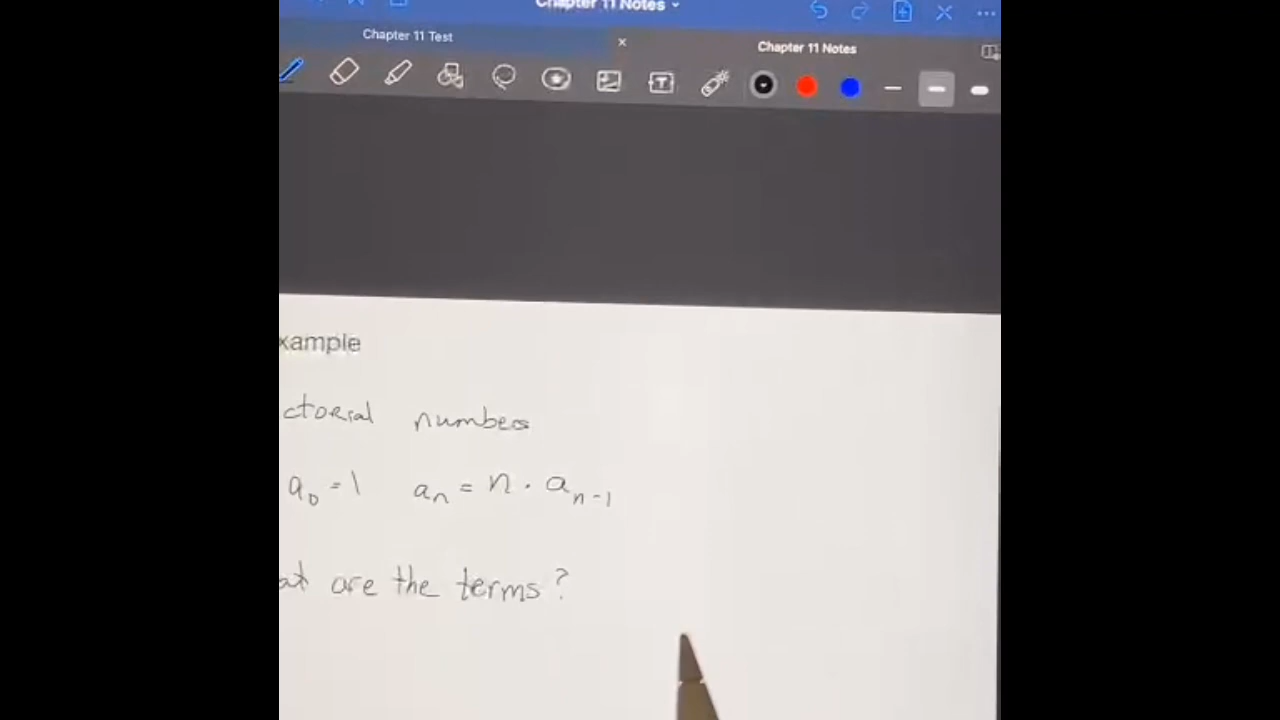 Chapter 11 Notes
Chapter 11 Test
Chapter 11 Notes
xample
ctorial numbers
a₀ = 1 aₙ = n · aₙ₋₁
at are the terms?